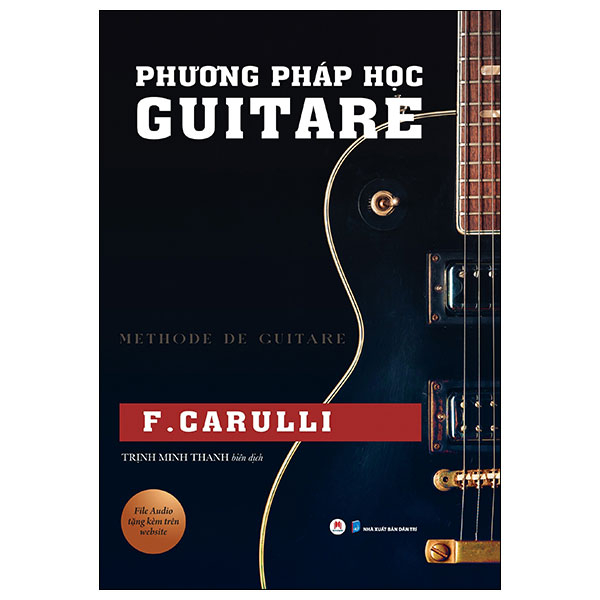 PHƯƠNG PHÁP HỌC
GUITARE
METHODE DE GUITARE
F. CARULLI
TRỊNH MINH THANH biên dịch
File Audio
tặng kèm trên
website
NHÀ XUẤT BẢN DÂN TRÍ